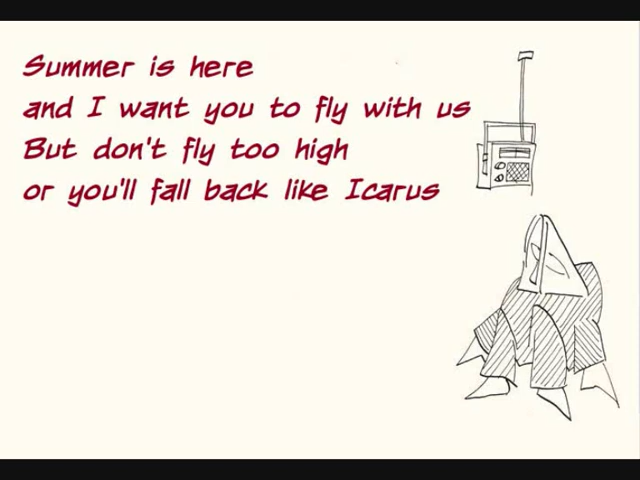 Summer is here
and I want you to fly with us
But don't fly too high
or you'll fall back like Icarus